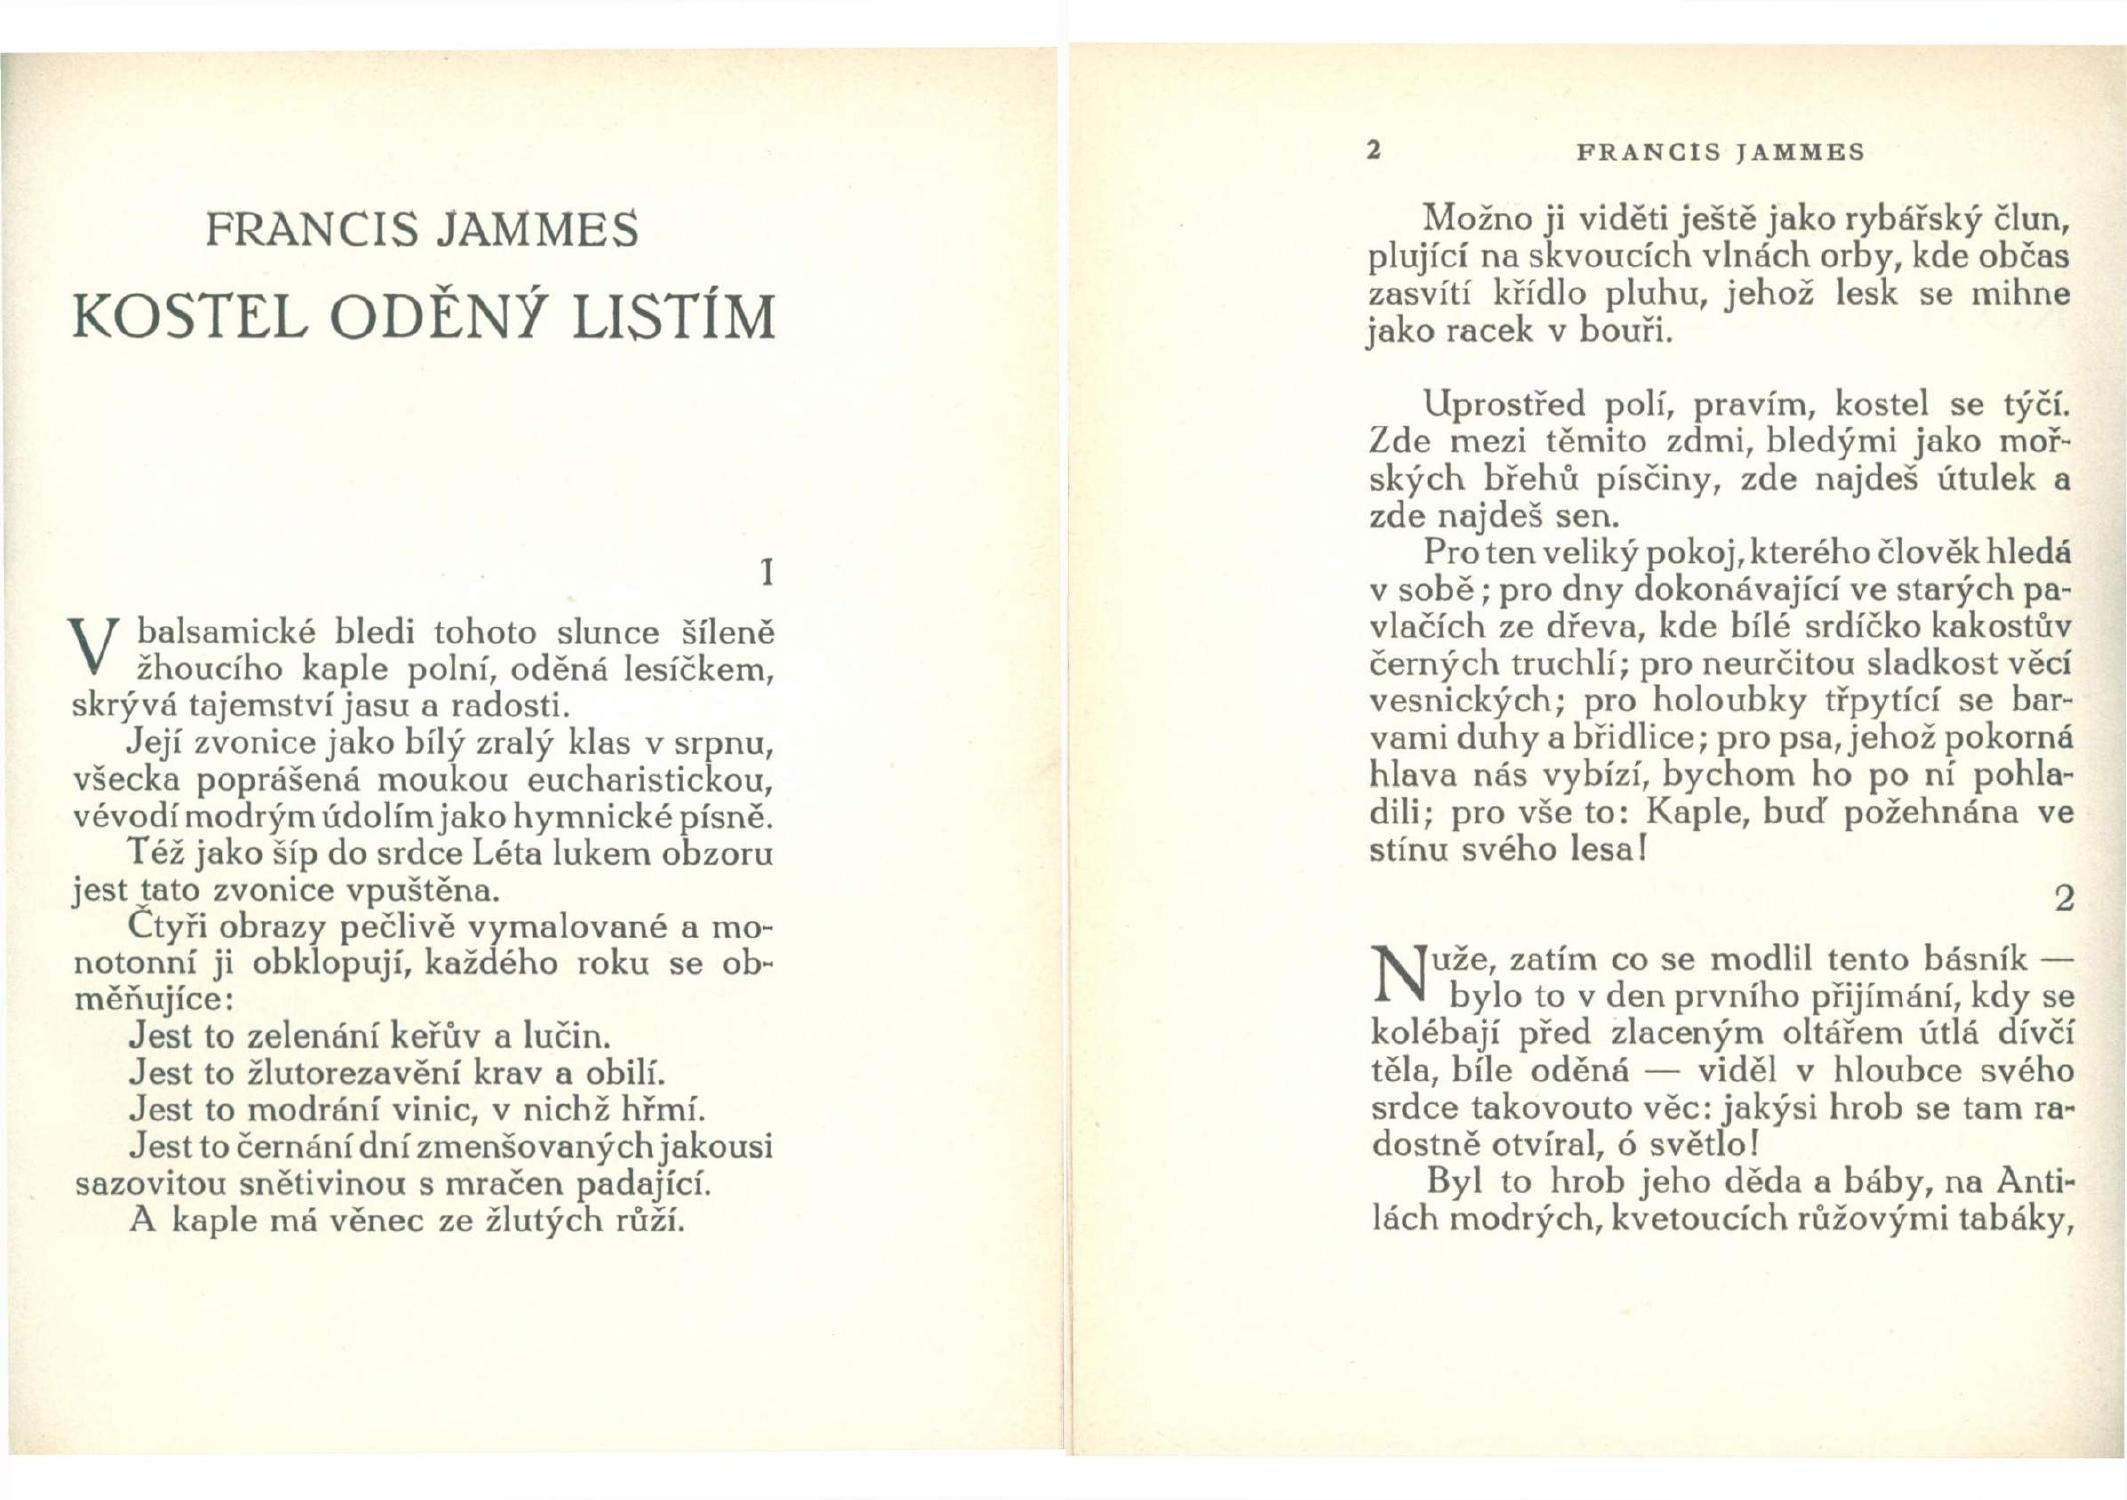 FRANCIS JAMMES
KOSTEL ODĚNÝ LISTÍM
1
V balsamické bledi tohoto slunce šíleně
žhoucího kaple polní, oděná lesíčkem,
skrývá tajemství jasu a radosti.
Její zvonice jako bílý zralý klas v srpnu,
všecka poprášená moukou eucharistickou,
vévodí modrým údolím jako hymnické písně.
Též jako šíp do srdce Léta lukem obzoru
jest tato zvonice vpuštěna.
Čtyři obrazy pečlivě vymalované a mo-
notonní ji obklopují, každého roku se ob-
měňujíce:
Jest to zelenání keřův a lučin.
Jest to žlutorezavění krav a obilí.
Jest to modrání vinic, v nichž hřmí.
Jest to černání dní zmenšovaných jakousi
sazovitou snětivinou s mračen padající.
A kaple má věnec ze žlutých růží.
2 FRANCIS JAMMES
Možno ji viděti ještě jako rybářský člun,
plující na skvoucích vlnách orby, kde občas
zasvítí křídlo pluhu, jehož lesk se mihne
jako racek v bouři.
Uprostřed polí, pravím, kostel se týčí.
Zde mezi těmito zdmi, bledými jako moř-
ských břehů písčiny, zde najdeš útulek a
zde najdeš sen.
Pro ten veliký pokoj, kterého člověk hledá
v sobě; pro dny dokonávající ve starých pa-
vlačích ze dřeva, kde bílé srdíčko kakostův
černých truchlí; pro neurčitou sladkost věcí
vesnických; pro holoubky třpytící se bar-
vami duhy a břidlice; pro psa, jehož pokorná
hlava nás vybízí, bychom ho po ní pohla-
dili; pro vše to: Kaple, buď požehnána ve
stínu svého lesa!
2
Nuže, zatím co se modlil tento básník —
bylo to v den prvního přijímání, kdy se
kolébají před zlaceným oltářem útlá dívčí
těla, bíle oděná — viděl v hloubce svého
srdce takovouto věc: jakýsi hrob se tam ra-
dostně otvíral, ó světlo!
Byl to hrob jeho děda a báby, na Anti-
lách modrých, kvetoucích růžovými tabáky,